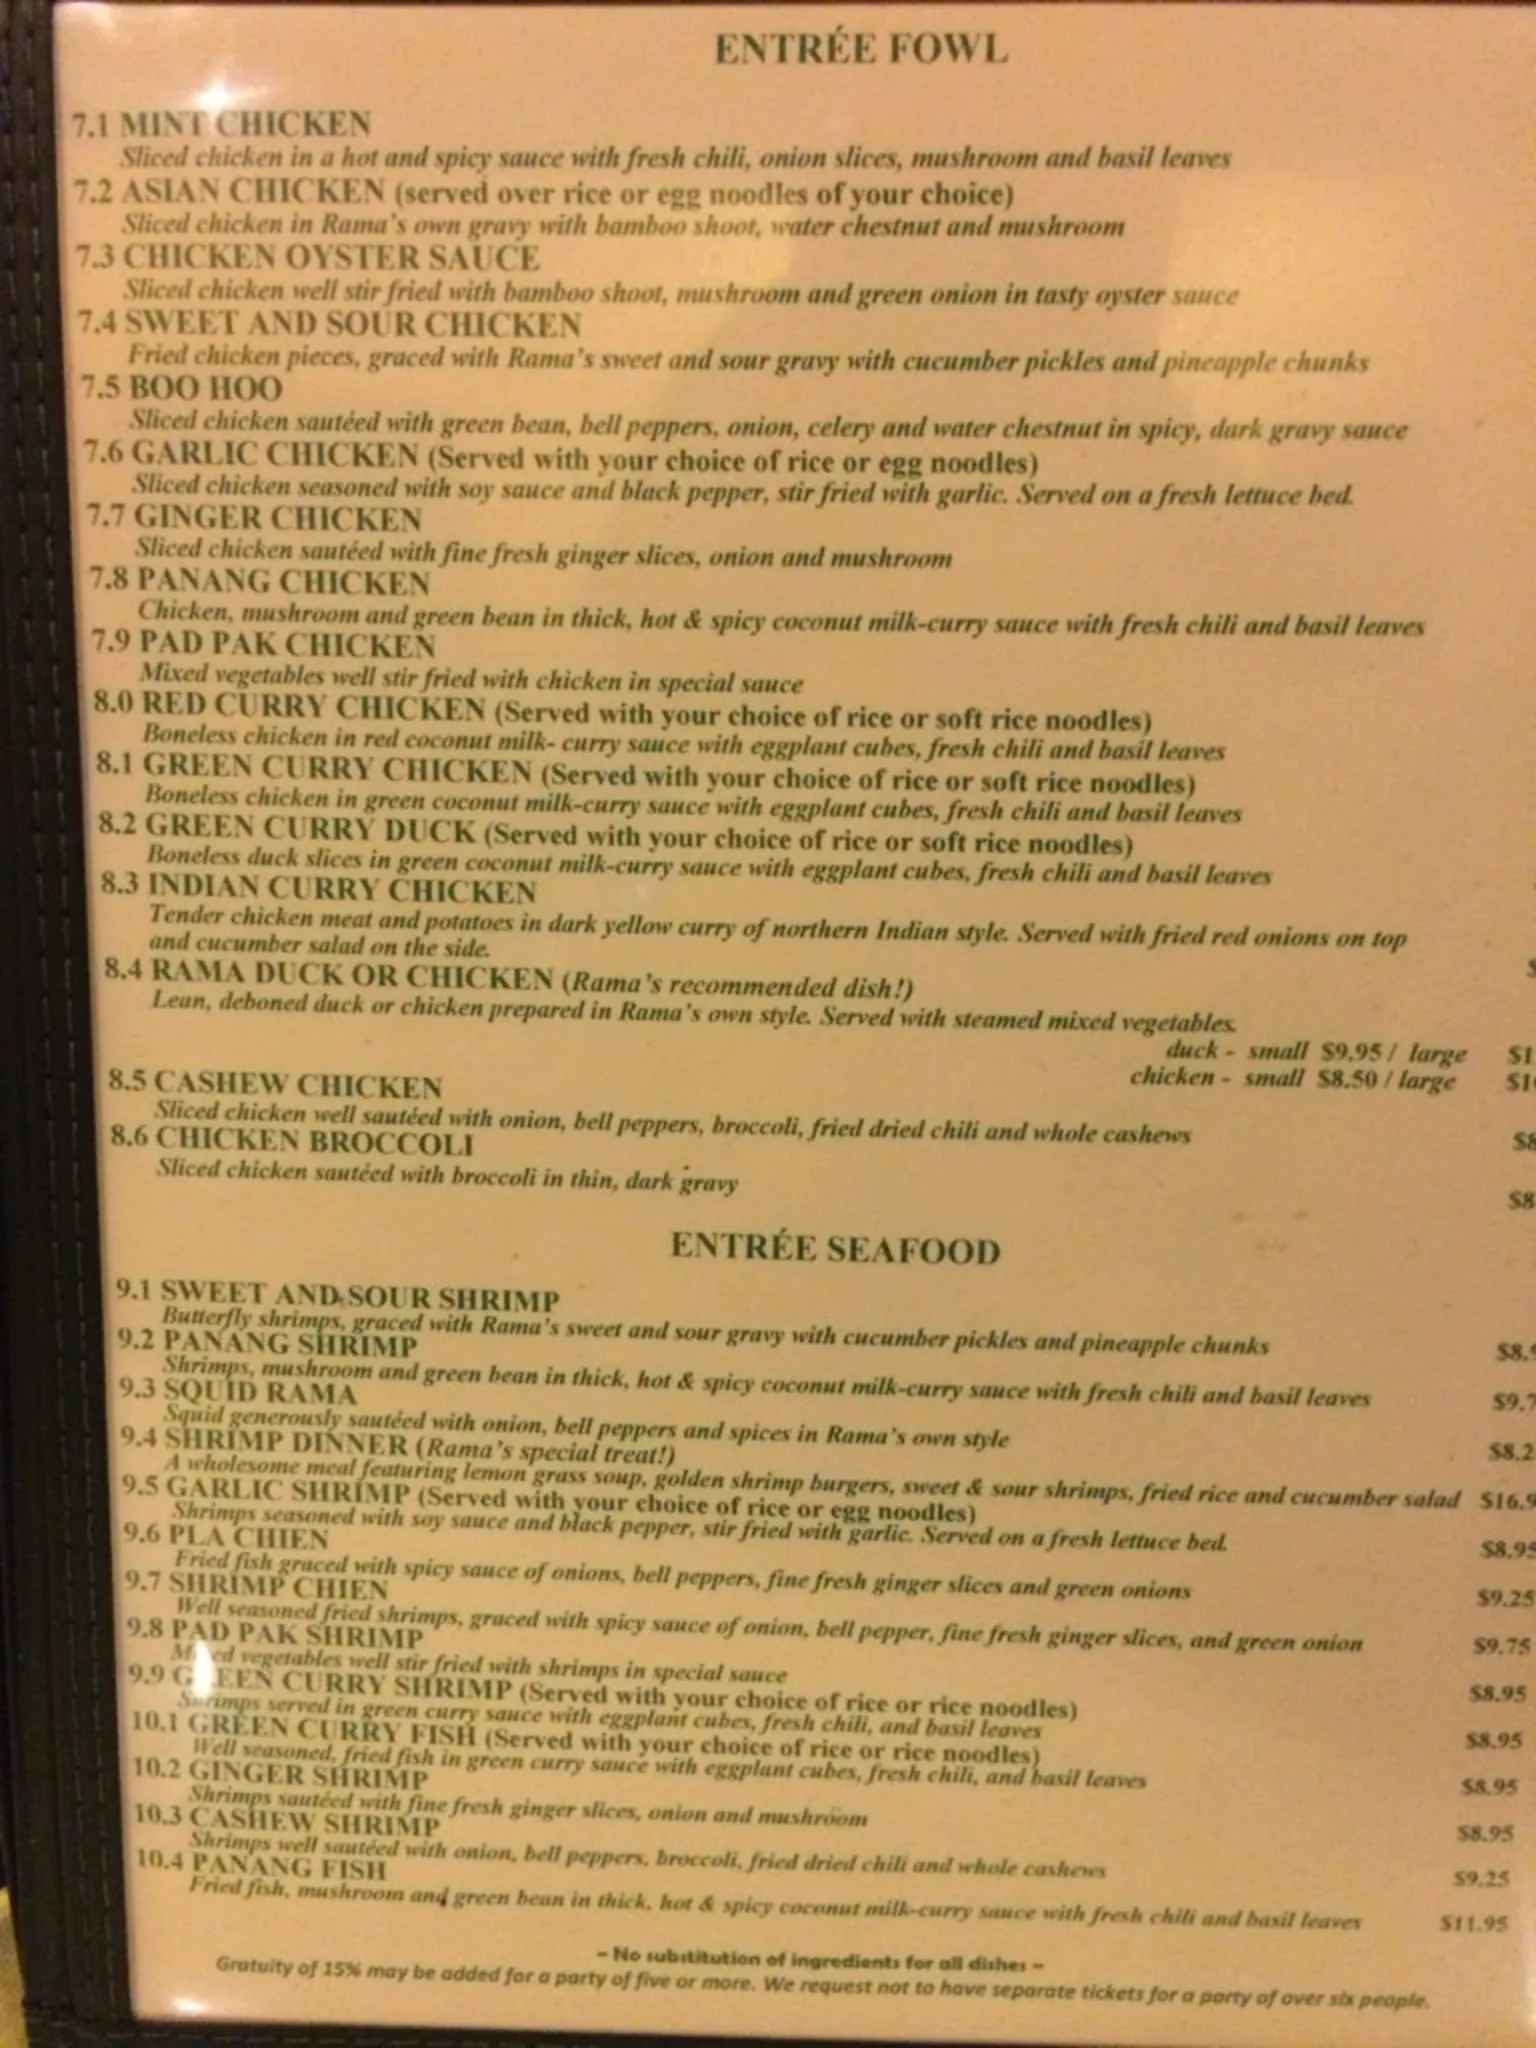 ENTRÉE FOWL
7.1 MINT CHICKEN
Sliced chicken in a hot and spicy sauce with fresh chili, onion slices, mushroom and basil leaves
7.2 ASIAN CHICKEN (served over rice or egg noodles of your choice)
Sliced chicken in Rama's own gravy with bamboo shoot, water chestnut and mushroom
7.3 CHICKEN OYSTER SAUCE
Sliced chicken well stir fried with bamboo shoot, mushroom and green onion in tasty oyster sauce
7.4 SWEET AND SOUR CHICKEN
Fried chicken pieces, graced with Rama's sweet and sour gravy with cucumber pickles and pineapple chunks
7.5 BOO HOO
Sliced chicken sautéed with green bean, bell peppers, onion, celery and water chestnut in spicy, dark gravy sauce
7.6 GARLIC CHICKEN (Served with your choice of rice or egg noodles)
Sliced chicken seasoned with soy sauce and black pepper, stir fried with garlic. Served on a fresh lettuce bed.
7.7 GINGER CHICKEN
Sliced chicken sautéed with fine fresh ginger slices, onion and mushroom
7.8 PANANG CHICKEN
Chicken, mushroom and green bean in thick, hot & spicy coconut milk-curry sauce with fresh chili and basil leaves
7.9 PAD PAK CHICKEN
Mixed vegetables well stir fried with chicken in special sauce
8.0 RED CURRY CHICKEN (Served with your choice of rice or soft rice noodles)
Boneless chicken in red coconut milk- curry sauce with eggplant cubes, fresh chili and basil leaves
8.1 GREEN CURRY CHICKEN (Served with your choice of rice or soft rice noodles)
Boneless chicken in green coconut milk-curry sauce with eggplant cubes, fresh chili and basil leaves
8.2 GREEN CURRY DUCK (Served with your choice of rice or soft rice noodles)
Boneless duck slices in green coconut milk-curry sauce with eggplant cubes, fresh chili and basil leaves
8.3 INDIAN CURRY CHICKEN
Tender chicken meat and potatoes in dark yellow curry of northern Indian style. Served with fried red onions on top
and cucumber salad on the side. $
8.4 RAMA DUCK OR CHICKEN (Rama's recommended dish!)
Lean, deboned duck or chicken prepared in Rama's own style. Served with steamed mixed vegetables.
duck - small $9.95 / large $1
chicken - small $8.50 / large $1
8.5 CASHEW CHICKEN
Sliced chicken well sautéed with onion, bell peppers, broccoli, fried dried chili and whole cashews $8
8.6 CHICKEN BROCCOLI
Sliced chicken sautéed with broccoli in thin, dark gravy $8
ENTRÉE SEAFOOD
9.1 SWEET AND SOUR SHRIMP
Butterfly shrimps, graced with Rama's sweet and sour gravy with cucumber pickles and pineapple chunks $8.9
9.2 PANANG SHRIMP
Shrimps, mushroom and green bean in thick, hot & spicy coconut milk-curry sauce with fresh chili and basil leaves $9.7
9.3 SQUID RAMA
Squid generously sautéed with onion, bell peppers and spices in Rama's own style $8.2
9.4 SHRIMP DINNER (Rama's special treat!)
A wholesome meal featuring lemon grass soup, golden shrimp burgers, sweet & sour shrimps, fried rice and cucumber salad $16.9
9.5 GARLIC SHRIMP (Served with your choice of rice or egg noodles)
Shrimps seasoned with soy sauce and black pepper, stir fried with garlic. Served on a fresh lettuce bed. $8.95
9.6 PLA CHIEN
Fried fish graced with spicy sauce of onions, bell peppers, fine fresh ginger slices and green onions $9.25
9.7 SHRIMP CHIEN
Well seasoned fried shrimps, graced with spicy sauce of onion, bell pepper, fine fresh ginger slices, and green onion $9.75
9.8 PAD PAK SHRIMP
Mixed vegetables well stir fried with shrimps in special sauce $8.95
9.9 GREEN CURRY SHRIMP (Served with your choice of rice or rice noodles)
Shrimps served in green curry sauce with eggplant cubes, fresh chili, and basil leaves $8.95
10.1 GREEN CURRY FISH (Served with your choice of rice or rice noodles)
Well seasoned, fried fish in green curry sauce with eggplant cubes, fresh chili, and basil leaves $8.95
10.2 GINGER SHRIMP
Shrimps sautéed with fine fresh ginger slices, onion and mushroom $8.95
10.3 CASHEW SHRIMP
Shrimps well sautéed with onion, bell peppers, broccoli, fried dried chili and whole cashews $9.25
10.4 PANANG FISH
Fried fish, mushroom and green bean in thick, hot & spicy coconut milk-curry sauce with fresh chili and basil leaves $11.95
~ No substitution of ingredients for all dishes ~
Gratuity of 15% may be added for a party of five or more. We request not to have separate tickets for a party of over six people.